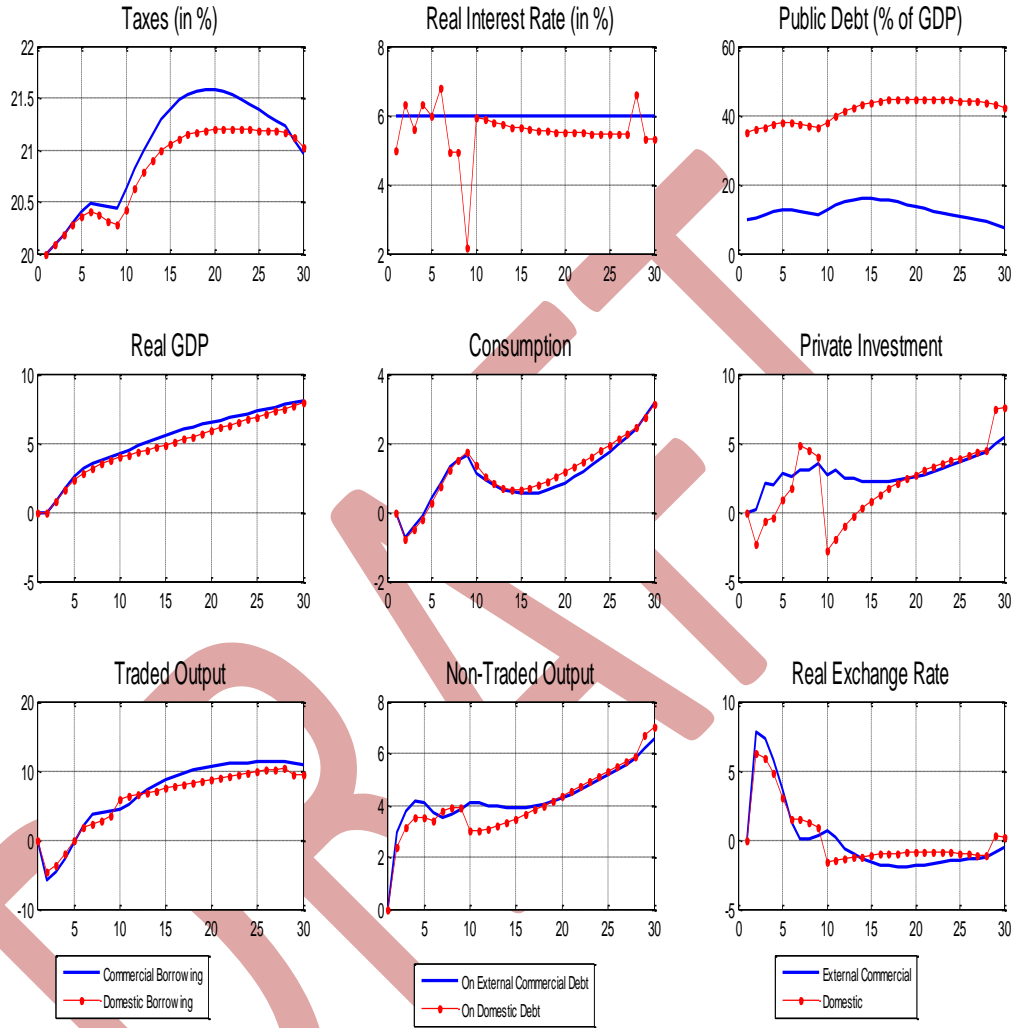 Taxes (in %)
Real Interest Rate (in %)
Public Debt (% of GDP)
22
21.5
21
20.5
20
0 5 10 15 20 25 30
8
6
4
2
0 5 10 15 20 25 30
60
40
20
0
0 5 10 15 20 25 30
Real GDP
Consumption
Private Investment
10
5
0
-5
5 10 15 20 25 30
4
2
0
-2
0 5 10 15 20 25 30
10
5
0
-5
0 5 10 15 20 25 30
Traded Output
Non-Traded Output
Real Exchange Rate
20
10
0
-10
5 10 15 20 25 30
8
6
4
2
0
5 10 15 20 25 30
10
5
0
-5
0 5 10 15 20 25 30
Commercial Borrowing
Domestic Borrowing
On External Commercial Debt
On Domestic Debt
External Commercial
Domestic
DRAFT